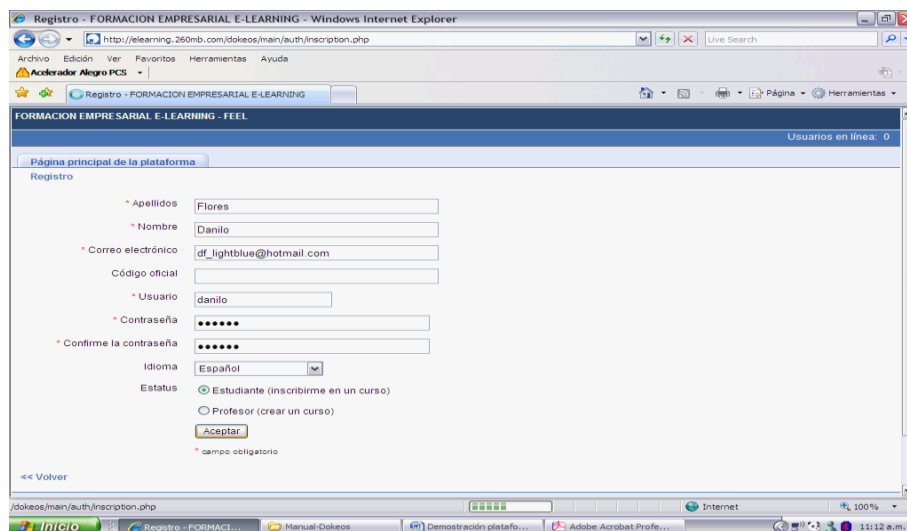 Registro - FORMACION EMPRESARIAL E-LEARNING - Windows Internet Explorer
http://elearning.260mb.com/dokeos/main/auth/inscription.php Live Search
Archivo Edición Ver Favoritos Herramientas Ayuda
Acelerador Alegro PCS
Registro - FORMACION EMPRESARIAL E-LEARNING Página Herramientas
FORMACION EMPRESARIAL E-LEARNING - FEEL
Usuarios en línea: 0
Página principal de la plataforma
Registro
* Apellidos Flores
* Nombre Danilo
* Correo electrónico df_lightblue@hotmail.com
Código oficial
* Usuario danilo
* Contraseña ••••••
* Confirme la contraseña ••••••
Idioma Español
Estatus Estudiante (inscribirme en un curso)
Profesor (crear un curso)
Aceptar
* campo obligatorio
<< Volver
/dokeos/main/auth/inscription.php Internet 100%
Inicio Registro - FORMACI... Manual-Dokeos Demostración platafo... Adobe Acrobat Profe... 11:12 a.m.